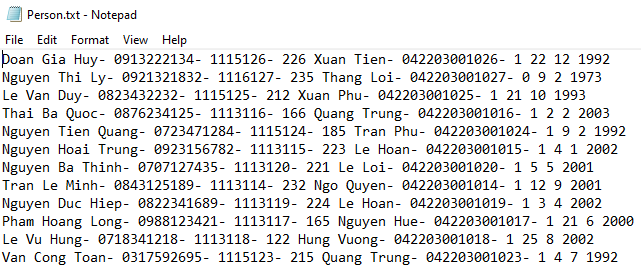 Person.txt - Notepad
File Edit Format View Help
Doan Gia Huy- 0913222134- 1115126- 226 Xuan Tien- 042203001026- 1 22 12 1992
Nguyen Thi Ly- 0921321832- 1116127- 235 Thang Loi- 042203001027- 0 9 2 1973
Le Van Duy- 0823432232- 1115125- 212 Xuan Phu- 042203001025- 1 21 10 1993
Thai Ba Quoc- 0876234125- 1113116- 166 Quang Trung- 042203001016- 1 2 2 2003
Nguyen Tien Quang- 0723471284- 1115124- 185 Tran Phu- 042203001024- 1 9 2 1992
Nguyen Hoai Trung- 0923156782- 1113115- 223 Le Hoan- 042203001015- 1 4 1 2002
Nguyen Ba Thinh- 0707127435- 1113120- 221 Le Loi- 042203001020- 1 5 5 2001
Tran Le Minh- 0843125189- 1113114- 232 Ngo Quyen- 042203001014- 1 12 9 2001
Nguyen Duc Hiep- 0822341689- 1113119- 224 Le Hoan- 042203001019- 1 3 4 2002
Pham Hoang Long- 0988123421- 1113117- 165 Nguyen Hue- 042203001017- 1 21 6 2000
Le Vu Hung- 0718341218- 1113118- 122 Hung Vuong- 042203001018- 1 25 8 2002
Van Cong Toan- 0317592695- 1115123- 215 Quang Trung- 042203001023- 1 4 7 1992